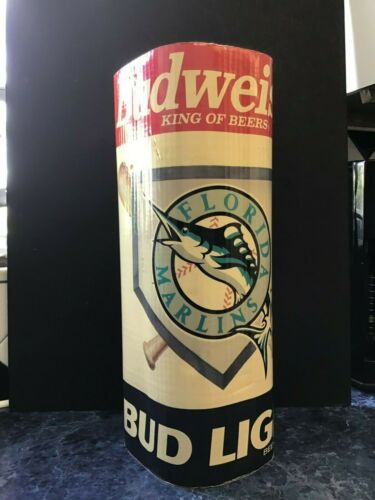 udweis
KING OF BEERS
FLORIDA
MARLINS
BUD LIG